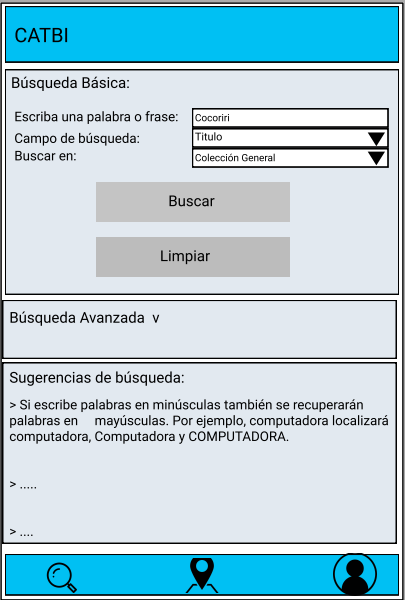 CATBI
Búsqueda Básica:
Escriba una palabra o frase: Cocoriri
Campo de búsqueda: Titulo
Buscar en: Colección General
Buscar
Limpiar
Búsqueda Avanzada v
Sugerencias de búsqueda:
> Si escribe palabras en minúsculas también se recuperarán
palabras en mayúsculas. Por ejemplo, computadora localizará
computadora, Computadora y COMPUTADORA.
> .....
> ....